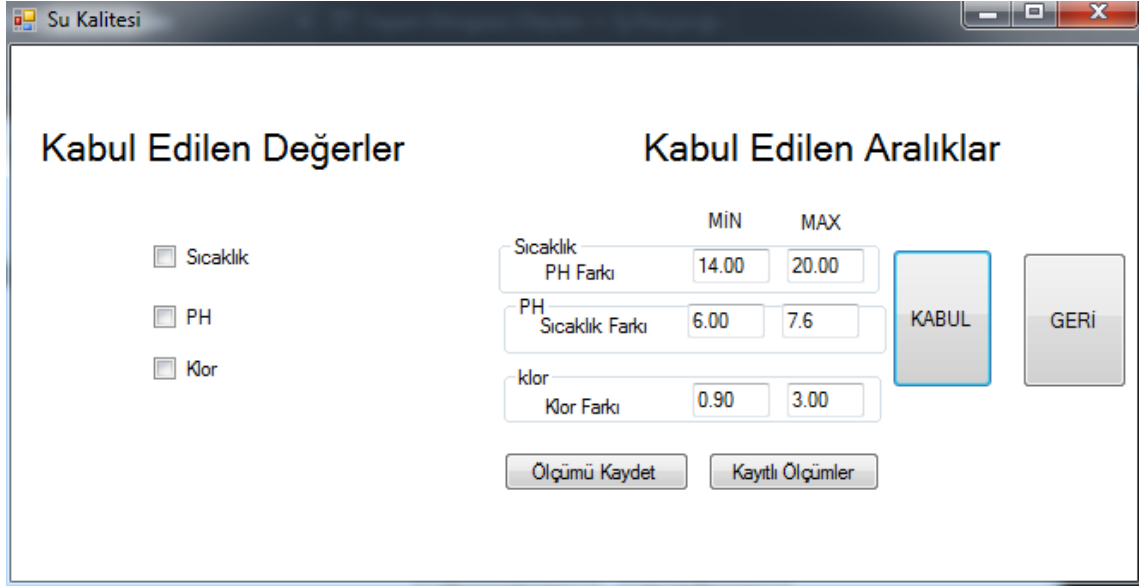 Su Kalitesi
Kabul Edilen Değerler
Kabul Edilen Aralıklar
Sıcaklık
PH
Klor
MİN MAX
Sıcaklık
PH Farkı 14.00 20.00
PH
Sıcaklık Farkı 6.00 7.6
klor
Klor Farkı 0.90 3.00
KABUL
GERİ
Ölçümü Kaydet
Kayıtlı Ölçümler